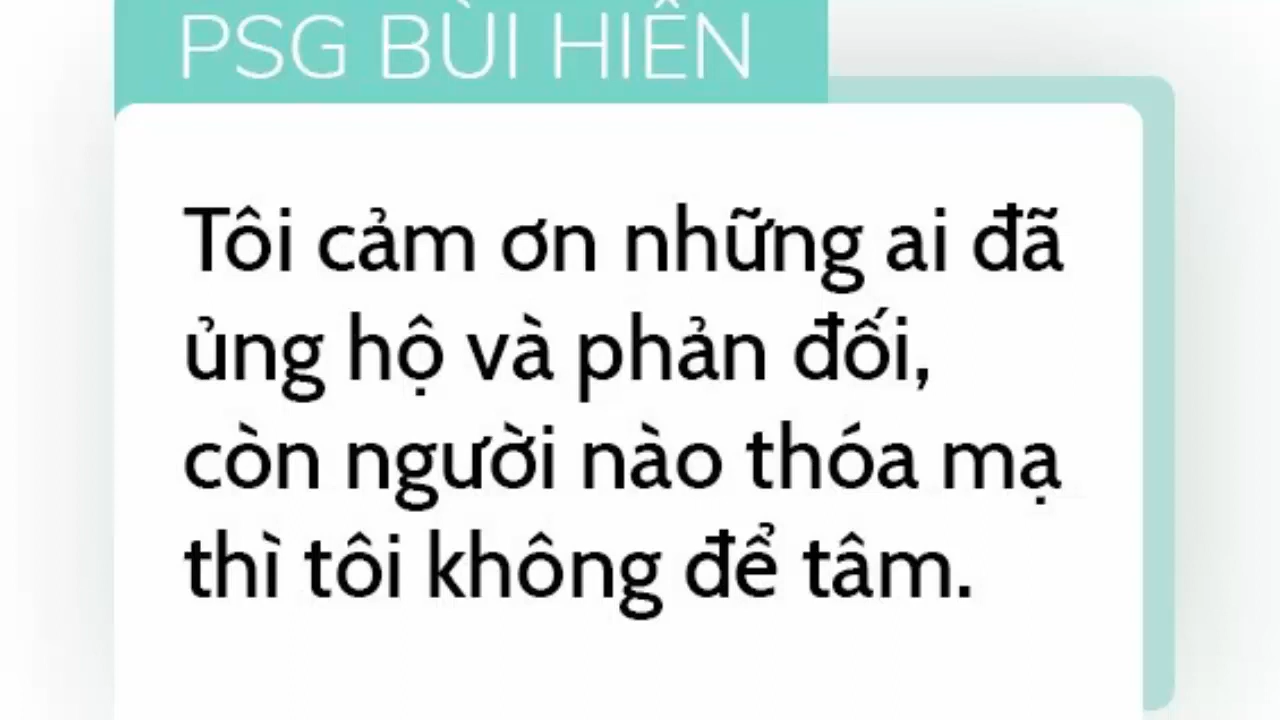 PSG BÙI HIỀN
Tôi cảm ơn những ai đã
ủng hộ và phản đối,
còn người nào thóa mạ
thì tôi không để tâm.